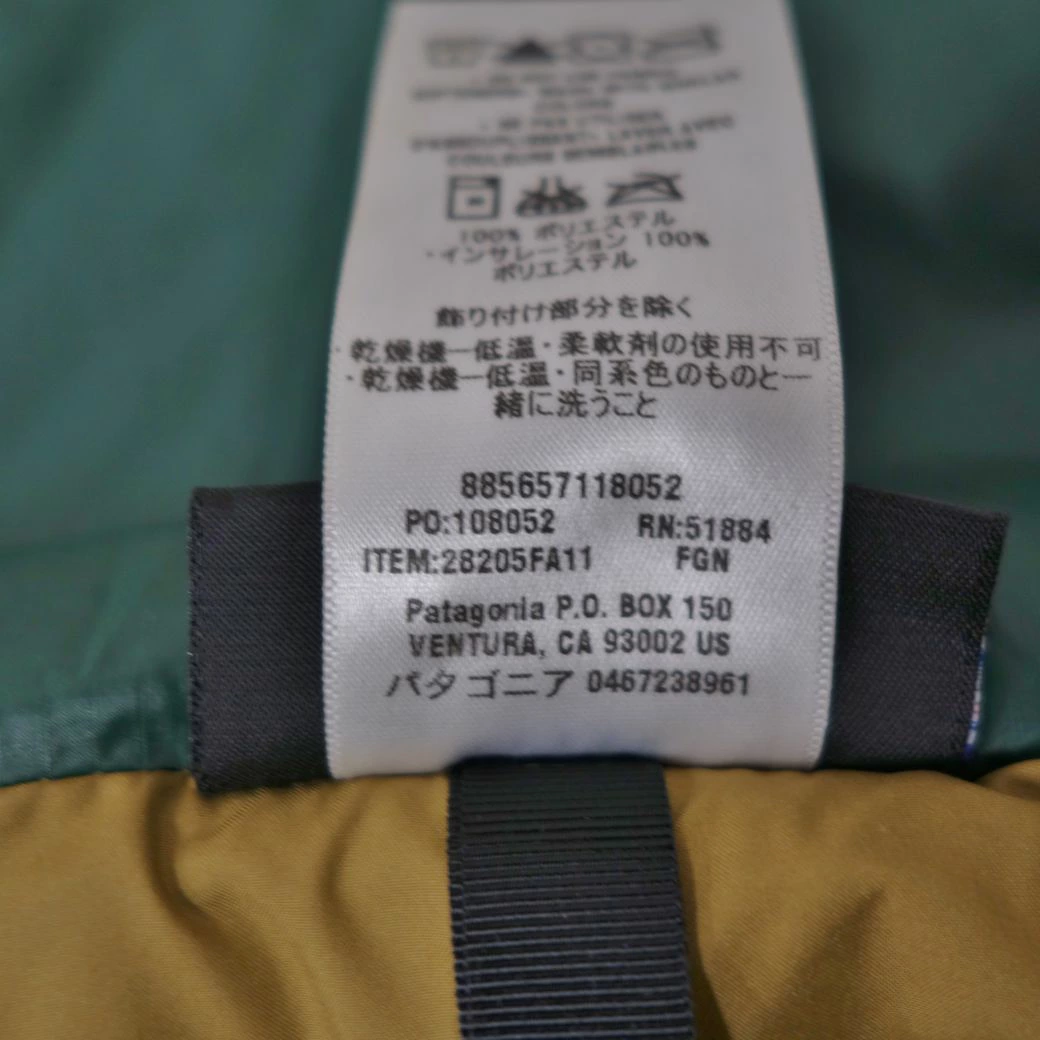 COULEURS SEMBLABLES
100% ポリエステル
・インサレーション 100%
ポリエステル
飾り付け部分を除く
・乾燥機ー低温・柔軟剤の使用不可
・乾燥機ー低温・同系色のものと一
緒に洗うこと
885657118052
PO:108052 RN:51884
ITEM:28205FA11 FGN
Patagonia P.O. BOX 150
VENTURA, CA 93002 US
パタゴニア 0467238961